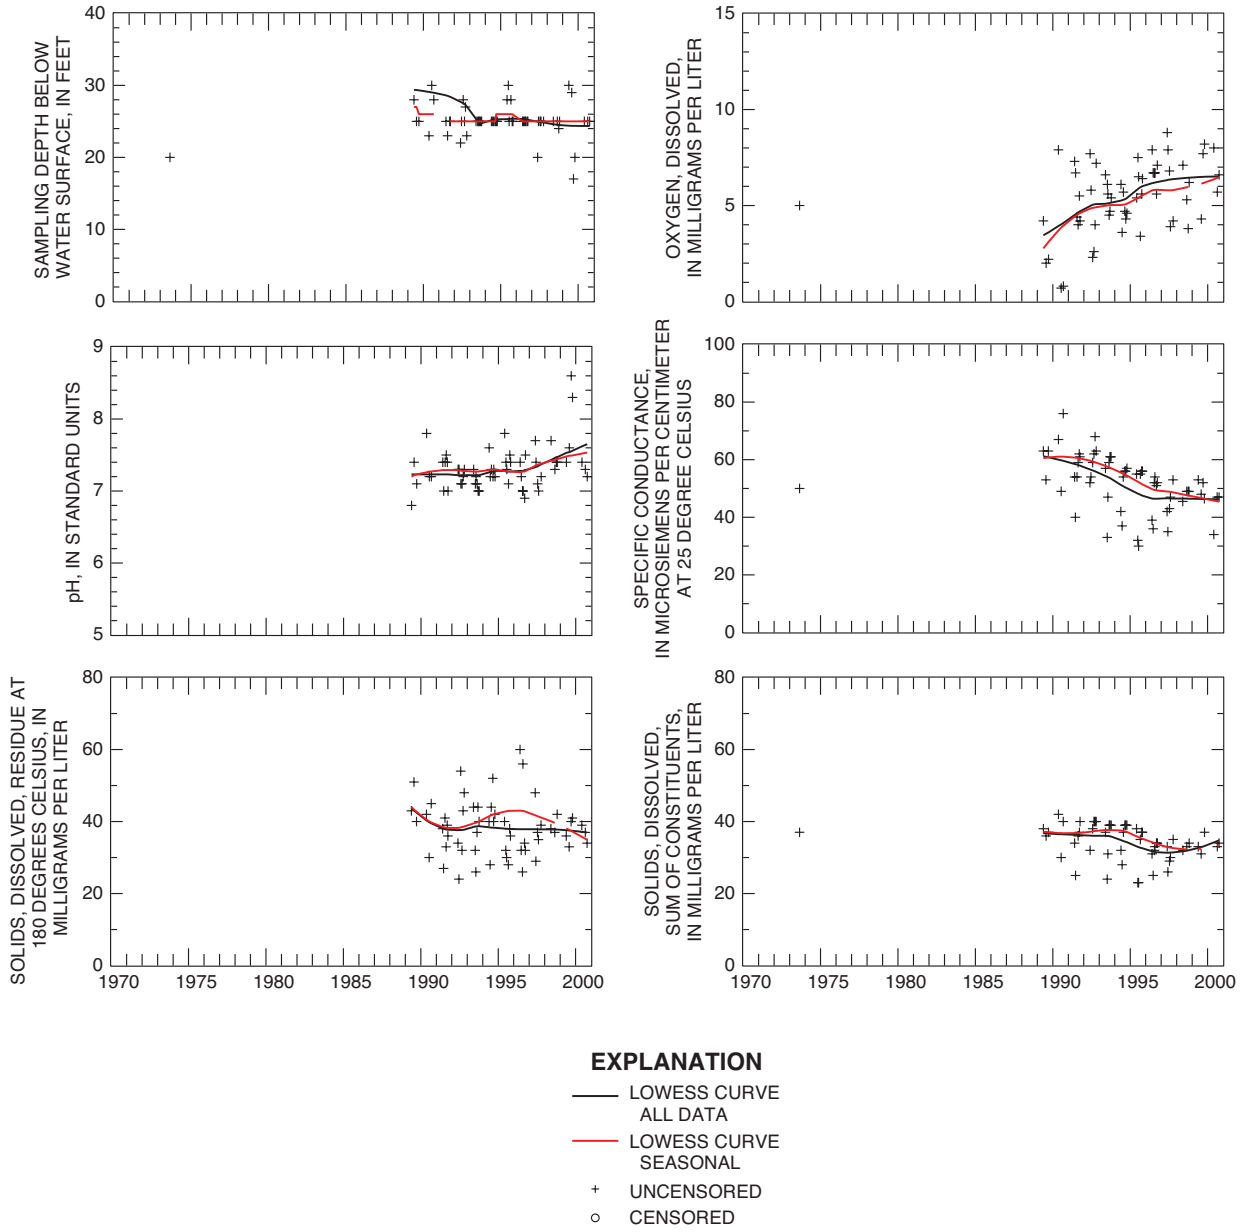 SAMPLING DEPTH BELOW
WATER SURFACE, IN FEET
40
30
20
10
0
OXYGEN, DISSOLVED,
IN MILLIGRAMS PER LITER
15
10
5
0
pH, IN STANDARD UNITS
9
8
7
6
5
SPECIFIC CONDUCTANCE,
IN MICROSIEMENS PER CENTIMETER
AT 25 DEGREE CELSIUS
100
80
60
40
20
0
SOLIDS, DISSOLVED, RESIDUE AT
180 DEGREES CELSIUS, IN
MILLIGRAMS PER LITER
80
60
40
20
0
1970 1975 1980 1985 1990 1995 2000
SOLIDS, DISSOLVED,
SUM OF CONSTITUENTS,
IN MILLIGRAMS PER LITER
80
60
40
20
0
1970 1975 1980 1985 1990 1995 2000
EXPLANATION
LOWESS CURVE
ALL DATA
LOWESS CURVE
SEASONAL
UNCENSORED
CENSORED